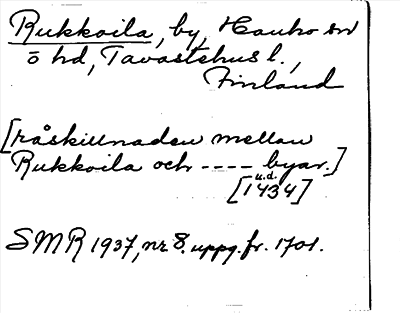 Rukkoila, by, Hauho sn
ö hd, Tavastehus l.,
Finland
[råskillnaden mellan
Rukkoila och ---- byar.]
u.d.
[1434]
SMR 1937, nr 8. uppg. fr. 1701.